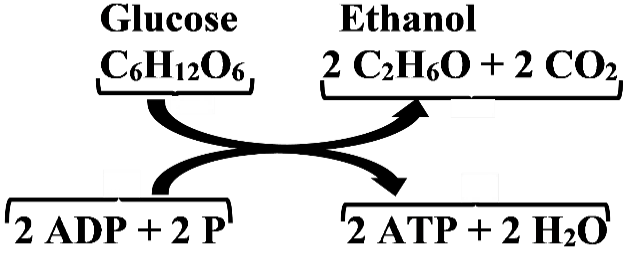 Glucose Ethanol
C₆H₁₂O₆ 2 C₂H₆O + 2 CO₂
2 ADP + 2 P 2 ATP + 2 H₂O